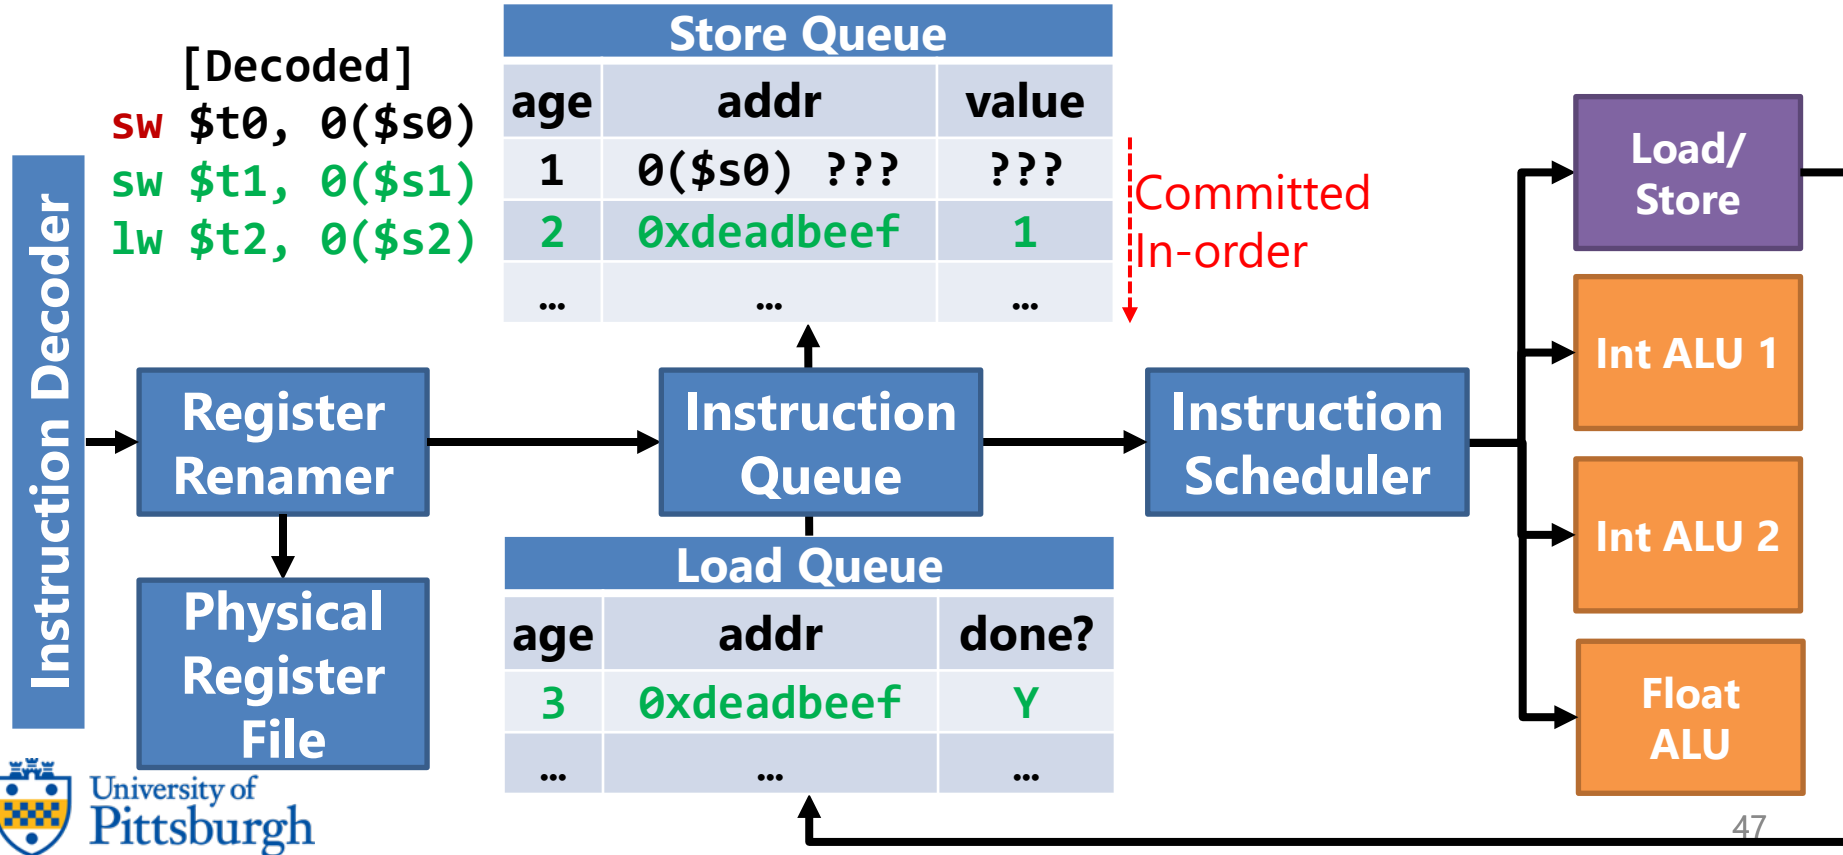 [Decoded]
sw $t0, 0($s0)
sw $t1, 0($s1)
lw $t2, 0($s2)
Instruction Decoder
Store Queue
age addr value
1 0($s0) ??? ???
2 0xdeadbeef 1
… … …
Committed
In-order
Register
Renamer
Physical
Register
File
Instruction
Queue
Instruction
Scheduler
Load Queue
age addr done?
3 0xdeadbeef Y
… … …
Load/
Store
Int ALU 1
Int ALU 2
Float
ALU
University of
Pittsburgh
47